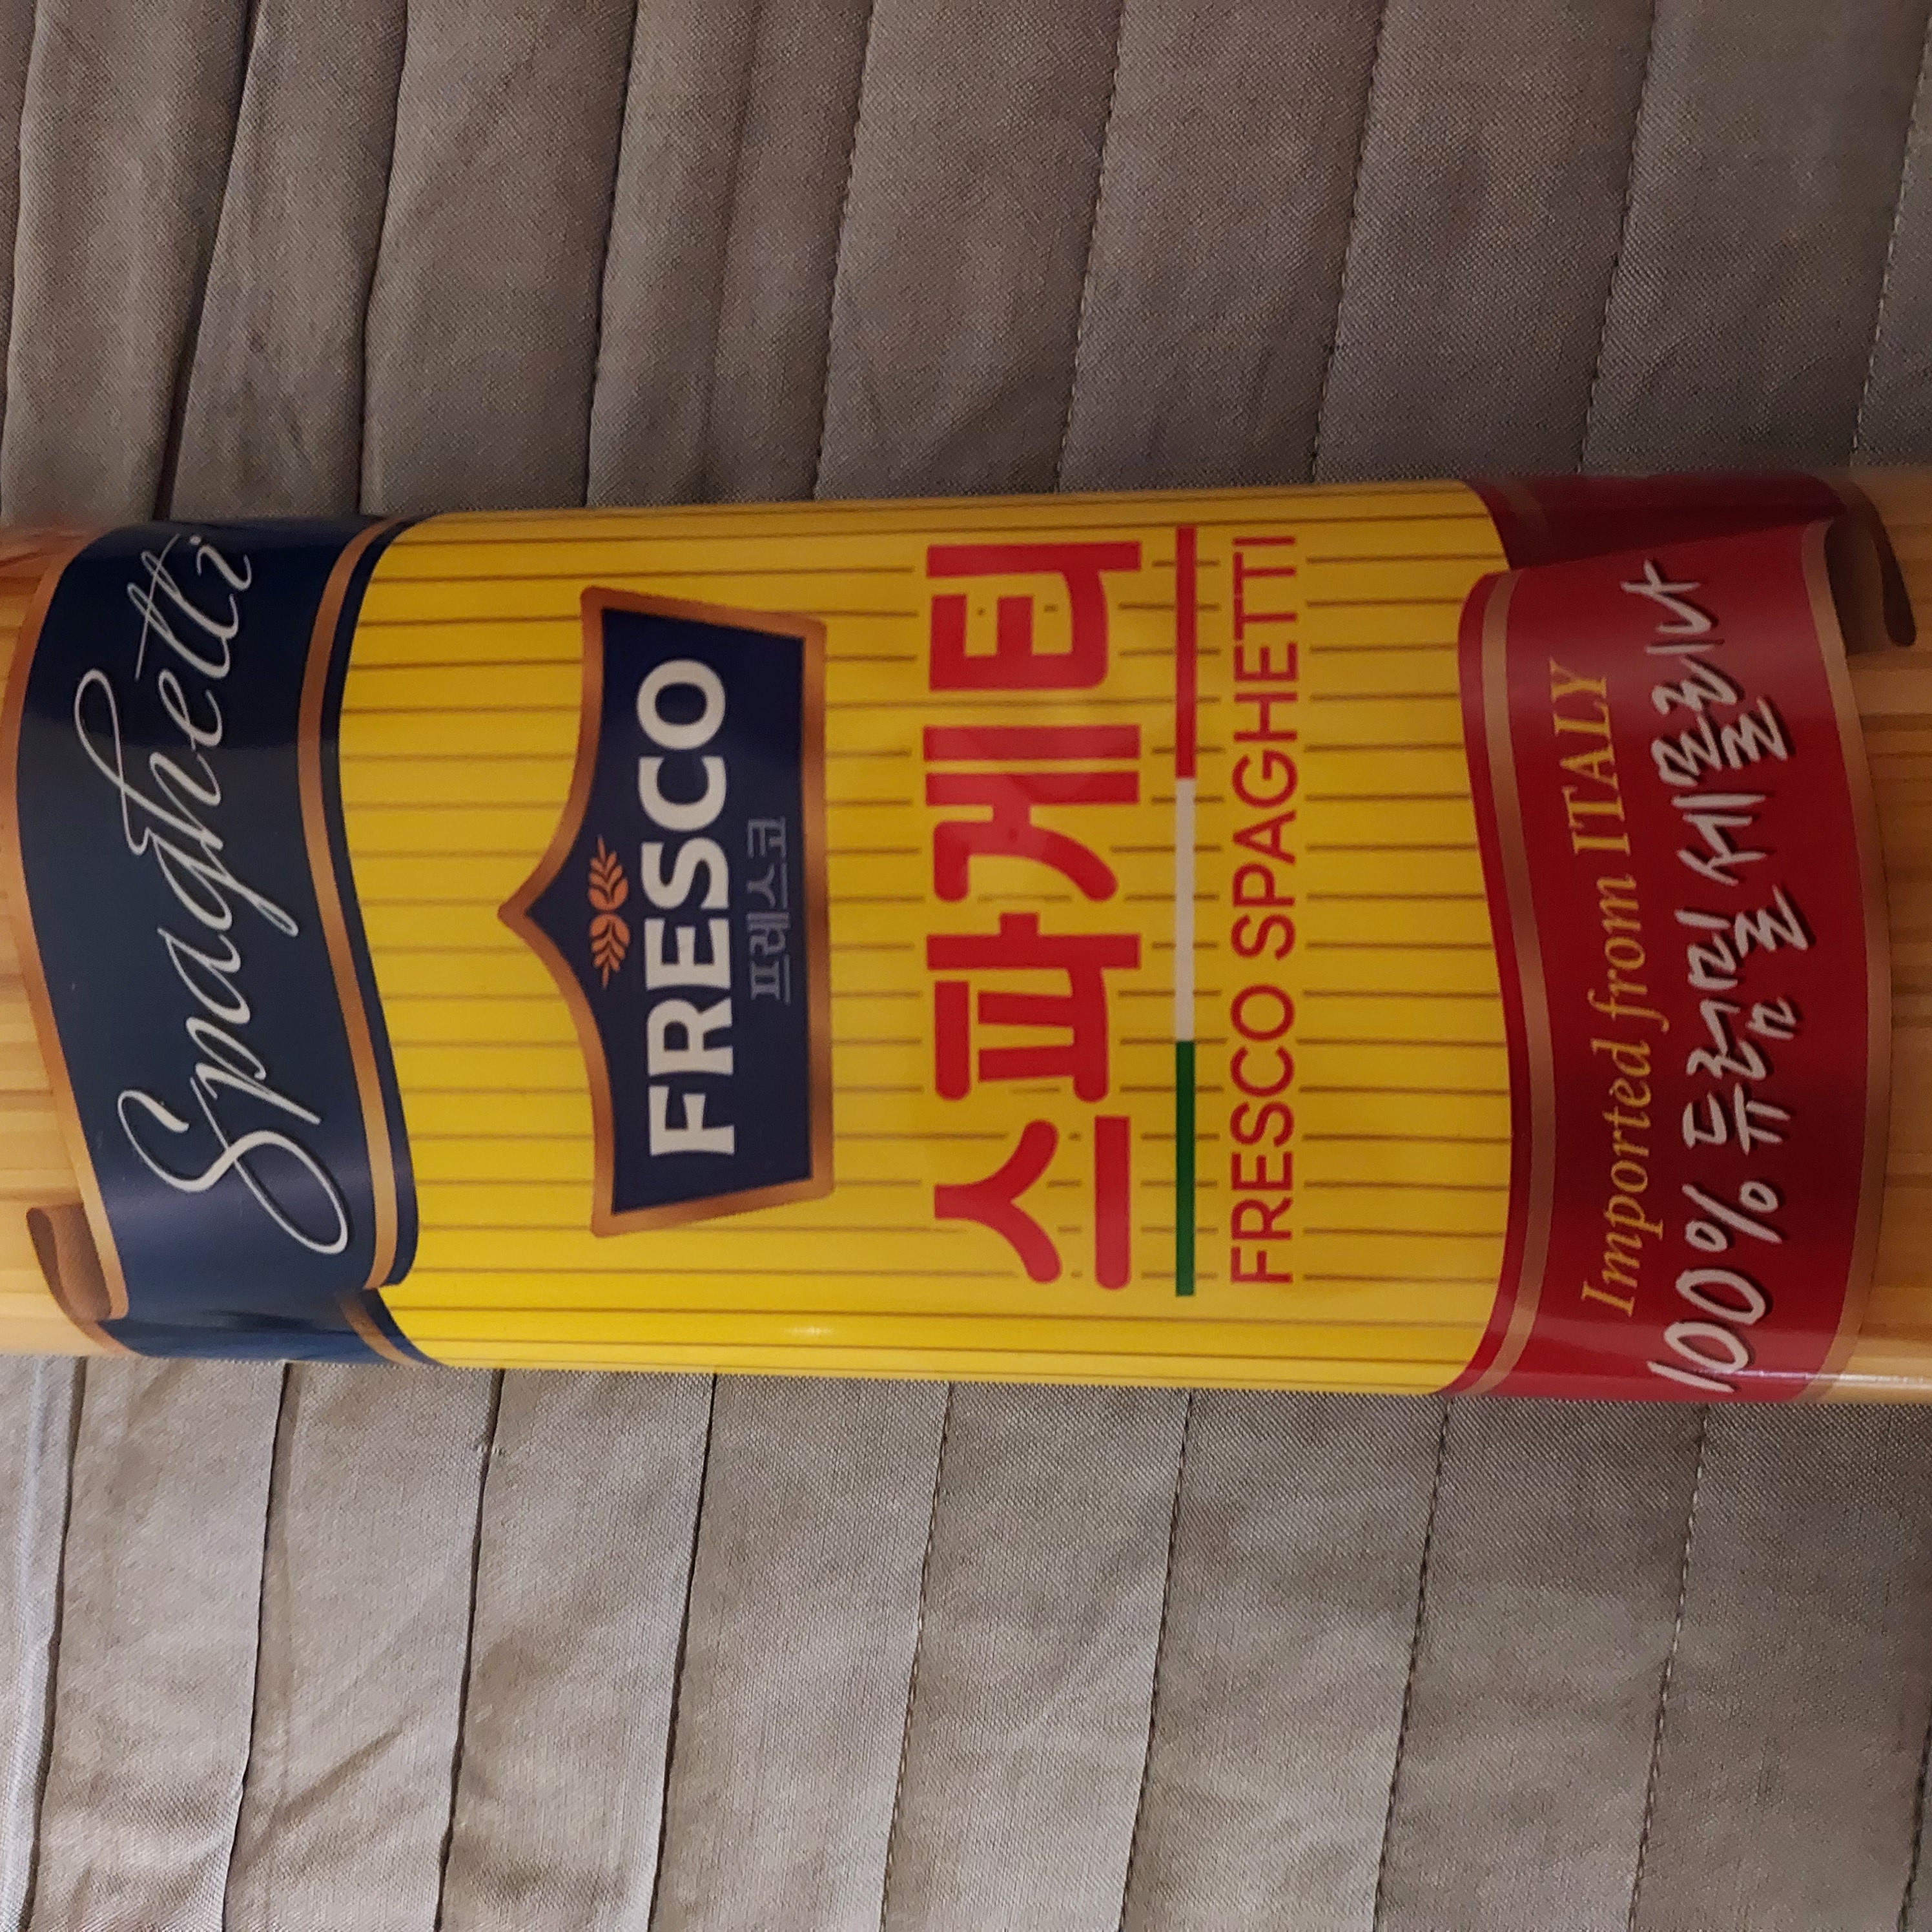 Spaghetti
FRESCO
프레스코
스파게티
FRESCO SPAGHETTI
Imported from ITALY
100% 듀럼밀 세몰리나